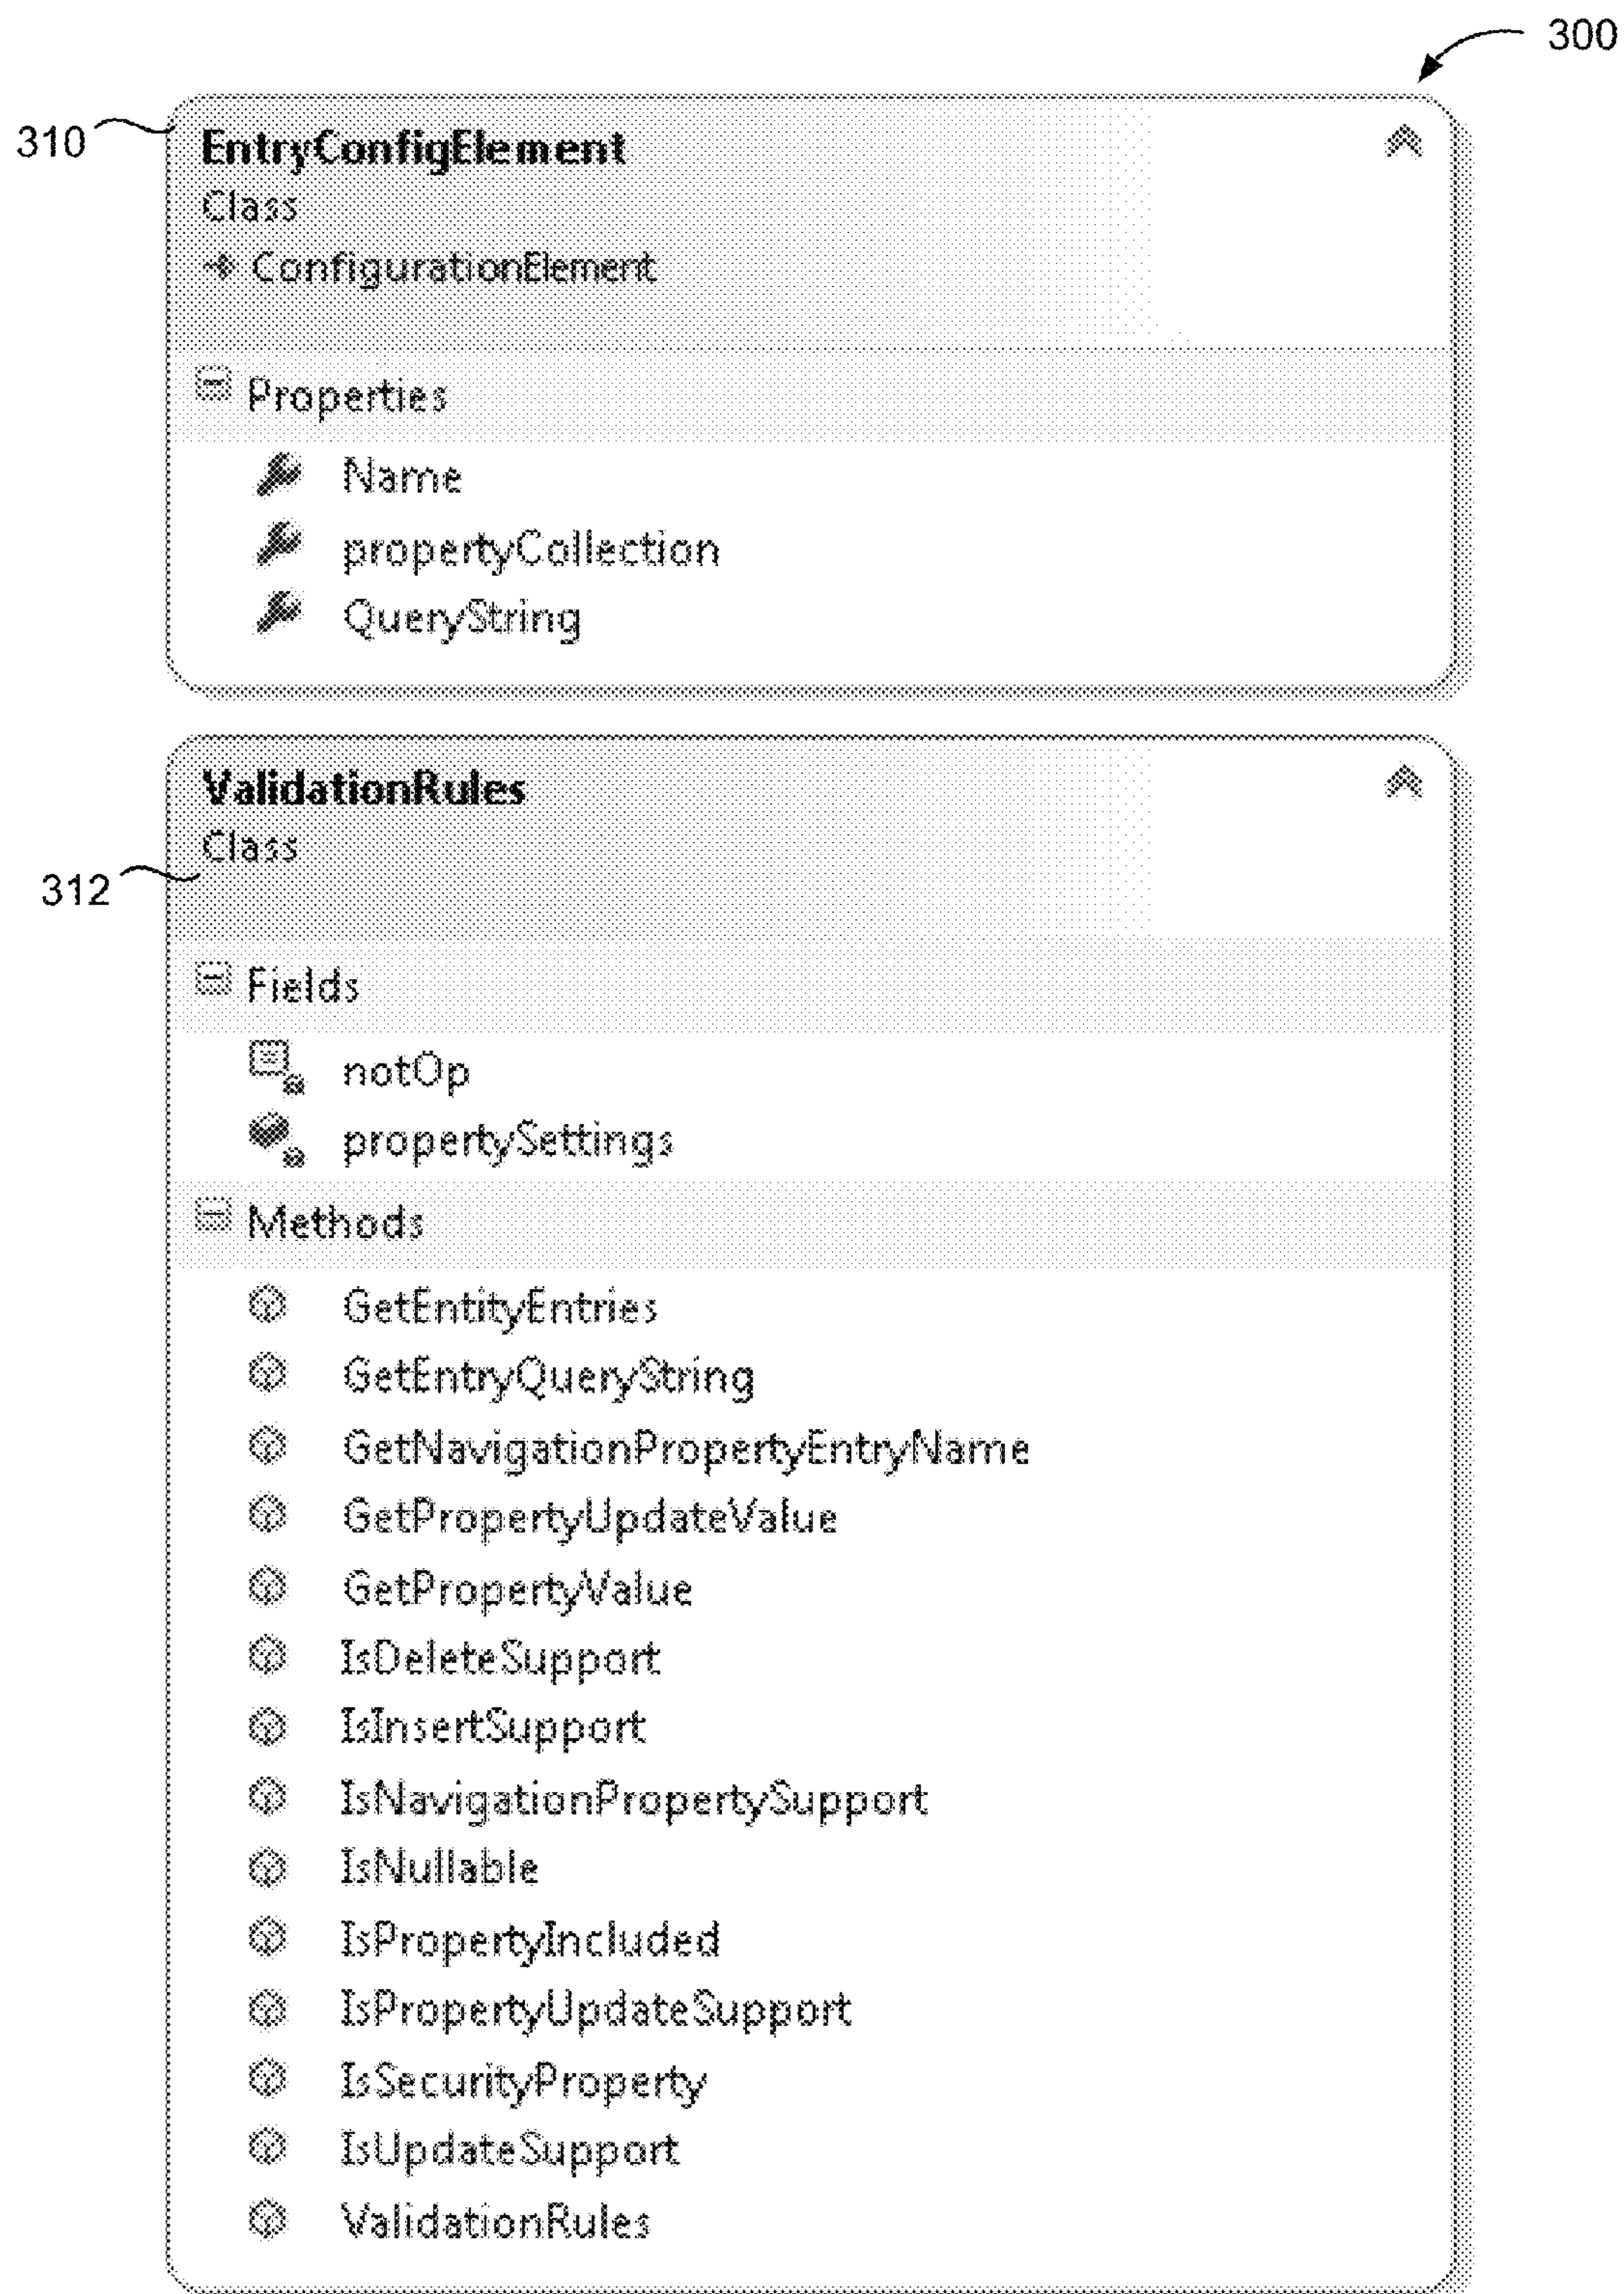 300
310
EntryConfigElement
Class
ConfigurationElement
Properties
Name
propertyCollection
QueryString
ValidationRules
Class
312
Fields
notOp
propertySettings
Methods
GetEntityEntries
GetEntryQueryString
GetNavigationPropertyEntryName
GetPropertyUpdateValue
GetPropertyValue
IsDeleteSupport
IsInsertSupport
IsNavigationPropertySupport
IsNullable
IsPropertyIncluded
IsPropertyUpdateSupport
IsSecurityProperty
IsUpdateSupport
ValidationRules